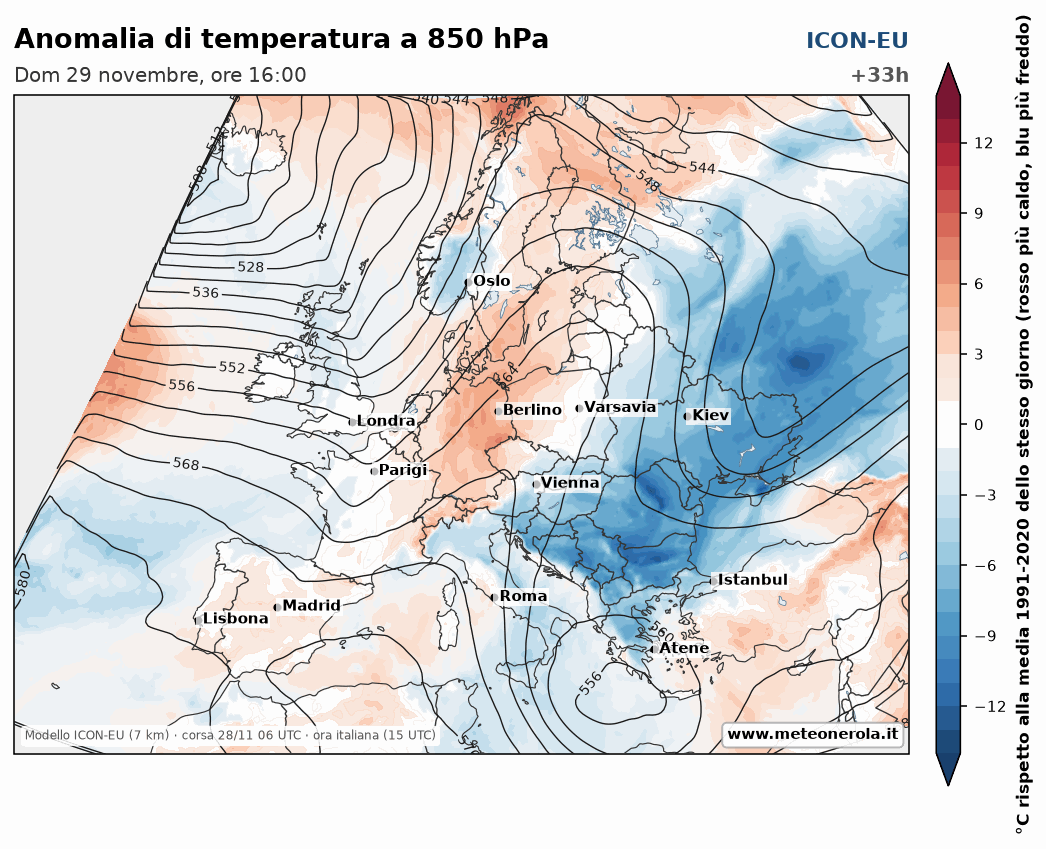 Anomalia di temperatura a 850 hPa
ICON-EU
Dom 29 novembre, ore 16:00
+33h
540
544
548
512
508
544
548
528
536
552
556
564
568
580
560
556
Oslo
Londra
Berlino
Varsavia
Kiev
Parigi
Vienna
Istanbul
Roma
Madrid
Lisbona
Atene
Modello ICON-EU (7 km) · corsa 28/11 06 UTC · ora italiana (15 UTC)
www.meteonerola.it
12
9
6
3
0
−3
−6
−9
−12
°C rispetto alla media 1991-2020 dello stesso giorno (rosso più caldo, blu più freddo)